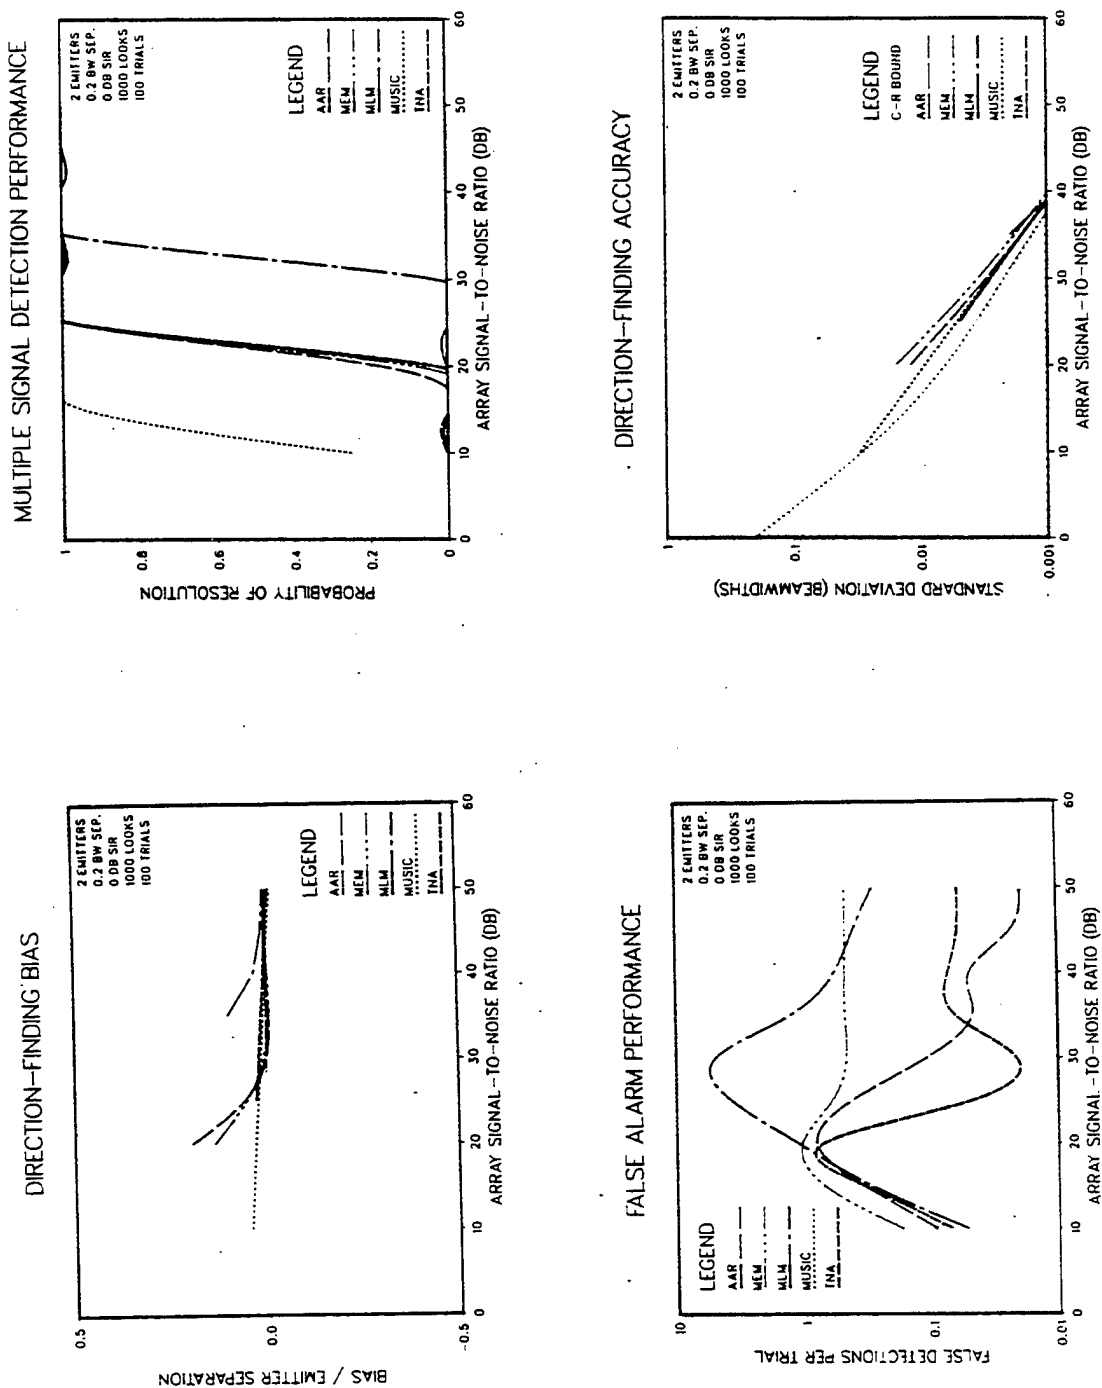 MULTIPLE SIGNAL DETECTION PERFORMANCE
2 EMITTERS
0.2 BW SEP.
0 DB SIR
1000 LOOKS
100 TRIALS
LEGEND
AAR
MEM
MLM
MUSIC
TNA
PROBABILITY OF RESOLUTION
1
0.8
0.6
0.4
0.2
0
0
10
20
30
40
50
60
ARRAY SIGNAL-TO-NOISE RATIO (DB)
DIRECTION-FINDING ACCURACY
2 EMITTERS
0.2 BW SEP.
0 DB SIR
1000 LOOKS
100 TRIALS
LEGEND
C-R BOUND
AAR
MEM
MLM
MUSIC
TNA
STANDARD DEVIATION (BEAMWIDTHS)
1
0.1
0.01
0.001
0
10
20
30
40
50
60
ARRAY SIGNAL-TO-NOISE RATIO (DB)
DIRECTION-FINDING BIAS
2 EMITTERS
0.2 BW SEP.
0 DB SIR
1000 LOOKS
100 TRIALS
LEGEND
AAR
MEM
MLM
MUSIC
TNA
BIAS / EMITTER SEPARATION
0.5
0.0
-0.5
0
10
20
30
40
50
60
ARRAY SIGNAL-TO-NOISE RATIO (DB)
FALSE ALARM PERFORMANCE
2 EMITTERS
0.2 BW SEP.
0 DB SIR
1000 LOOKS
100 TRIALS
LEGEND
AAR
MEM
MLM
MUSIC
TNA
FALSE DETECTIONS PER TRIAL
10
1
0.1
0.01
0
10
20
30
40
50
60
ARRAY SIGNAL-TO-NOISE RATIO (DB)